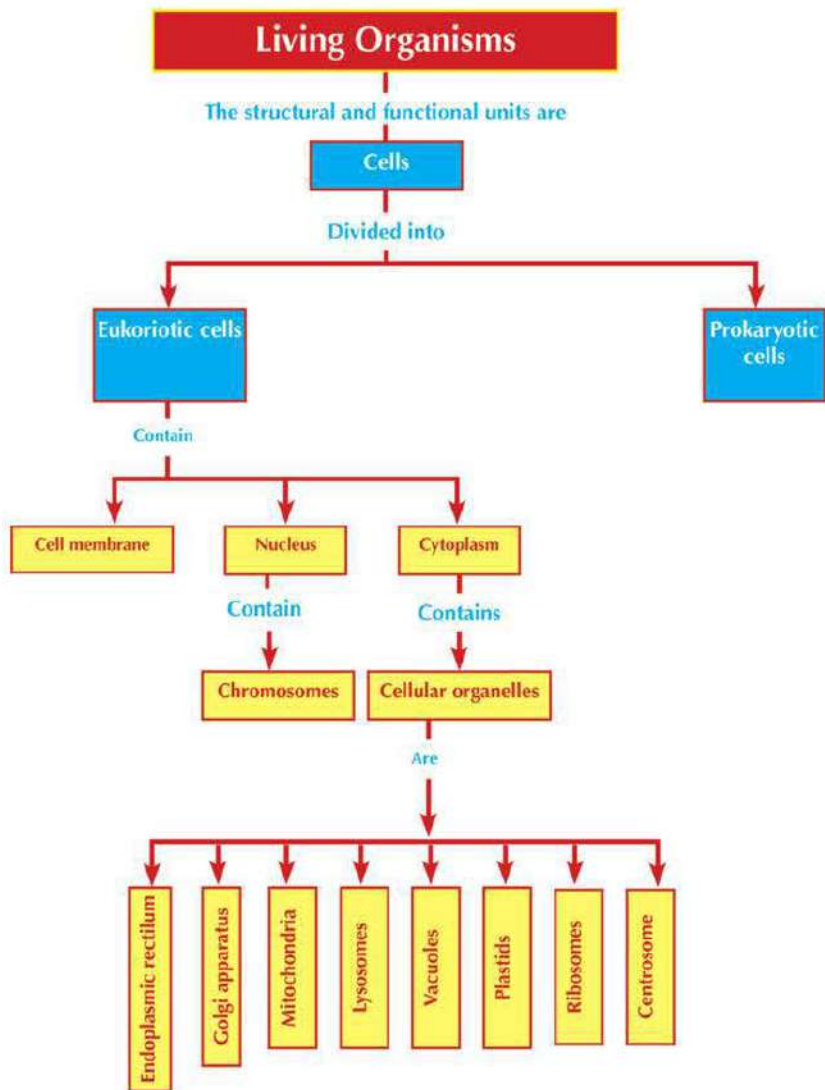 Living Organisms
The structural and functional units are
Cells
Divided into
Eukoriotic cells
Prokaryotic
cells
Contain
Cell membrane
Nucleus
Cytoplasm
Contain
Contains
Chromosomes
Cellular organelles
Are
Endoplasmic rectilum
Golgi apparatus
Mitochondria
Lysosomes
Vacuoles
Plastids
Ribosomes
Centrosome